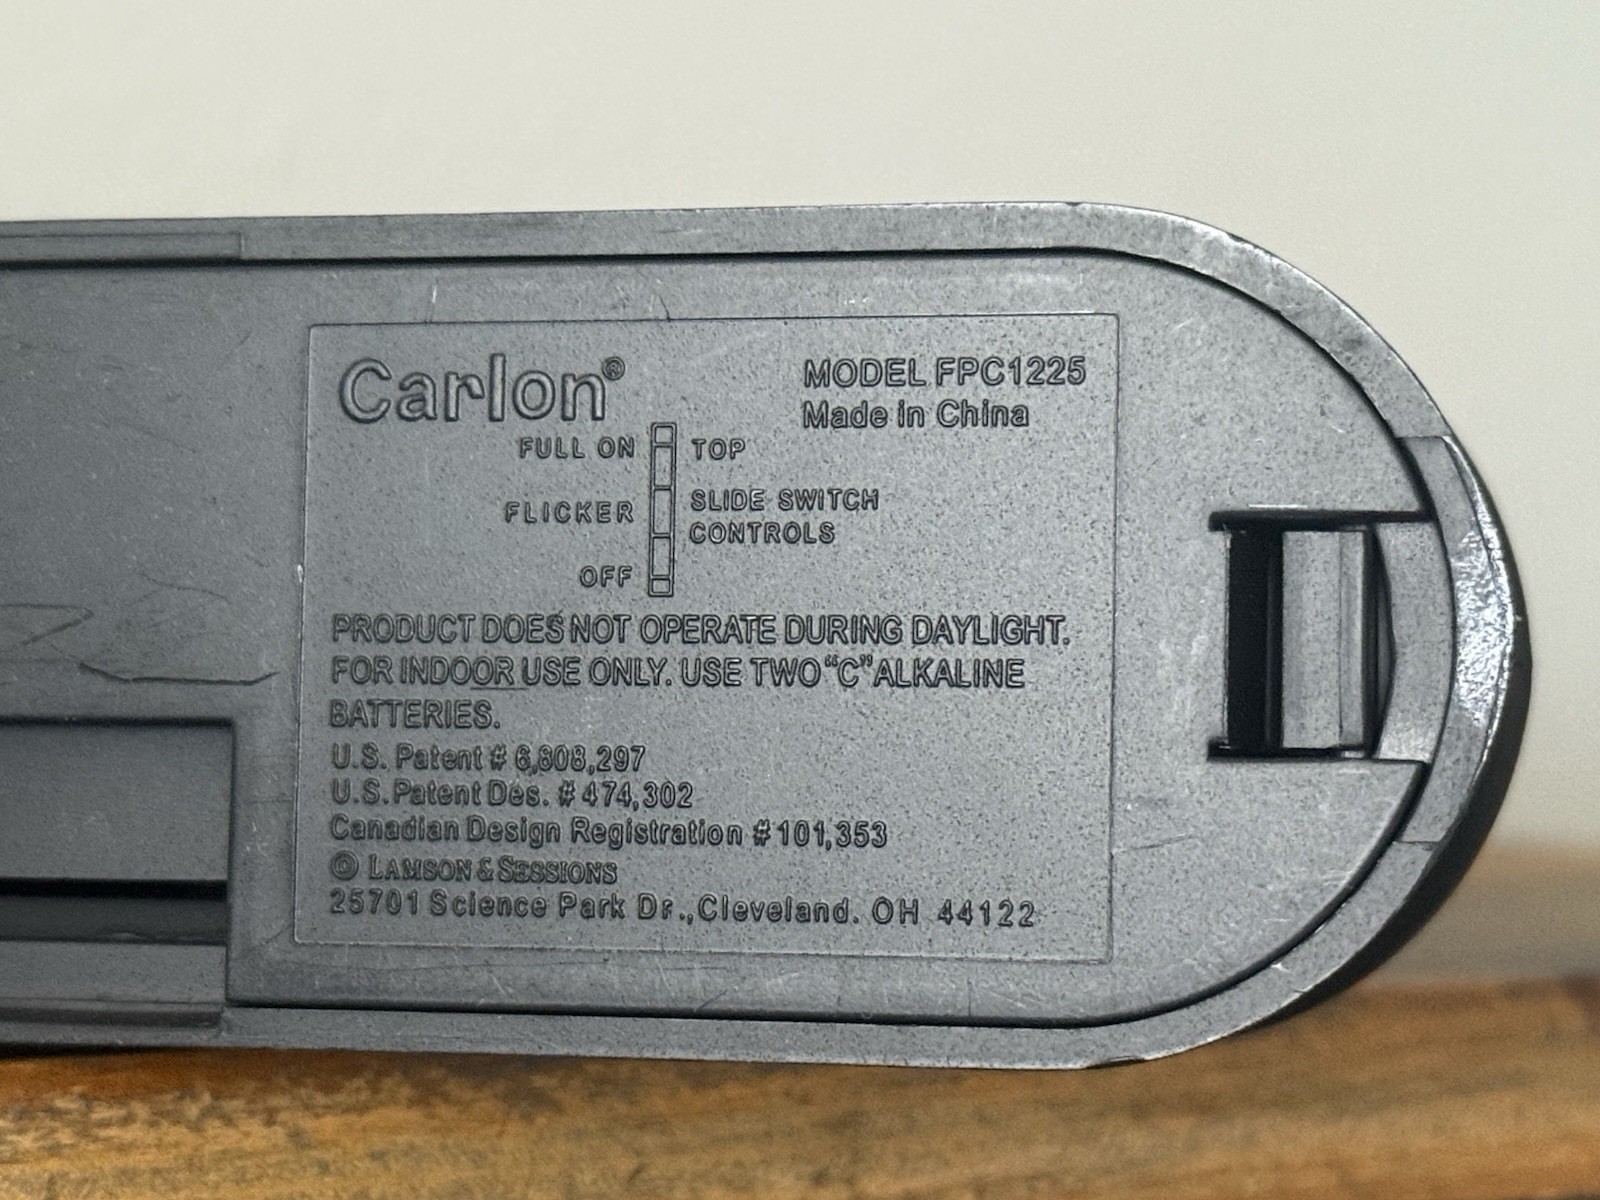 Carlon®
MODEL FPC1225
Made in China
FULL ON TOP
FLICKER SLIDE SWITCH
CONTROLS
OFF
PRODUCT DOES NOT OPERATE DURING DAYLIGHT.
FOR INDOOR USE ONLY. USE TWO “C” ALKALINE
BATTERIES.
U.S. Patent # 6,808,297
U.S. Patent Des. # 474,302
Canadian Design Registration # 101,353
© LAMSON & SESSIONS
25701 Science Park Dr., Cleveland. OH 44122